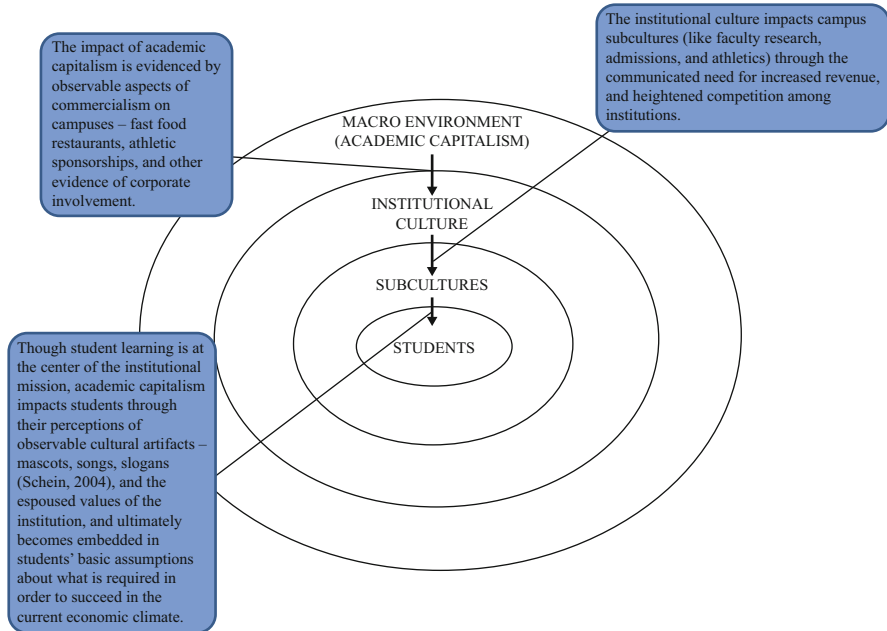 The impact of academic
capitalism is evidenced by
observable aspects of
commercialism on
campuses – fast food
restaurants, athletic
sponsorships, and other
evidence of corporate
involvement.
The institutional culture impacts campus
subcultures (like faculty research,
admissions, and athletics) through the
communicated need for increased revenue,
and heightened competition among
institutions.
MACRO ENVIRONMENT
(ACADEMIC CAPITALISM)
INSTITUTIONAL
CULTURE
SUBCULTURES
STUDENTS
Though student learning is at
the center of the institutional
mission, academic capitalism
impacts students through
their perceptions of
observable cultural artifacts –
mascots, songs, slogans
(Schein, 2004), and the
espoused values of the
institution, and ultimately
becomes embedded in
students’ basic assumptions
about what is required in
order to succeed in the
current economic climate.